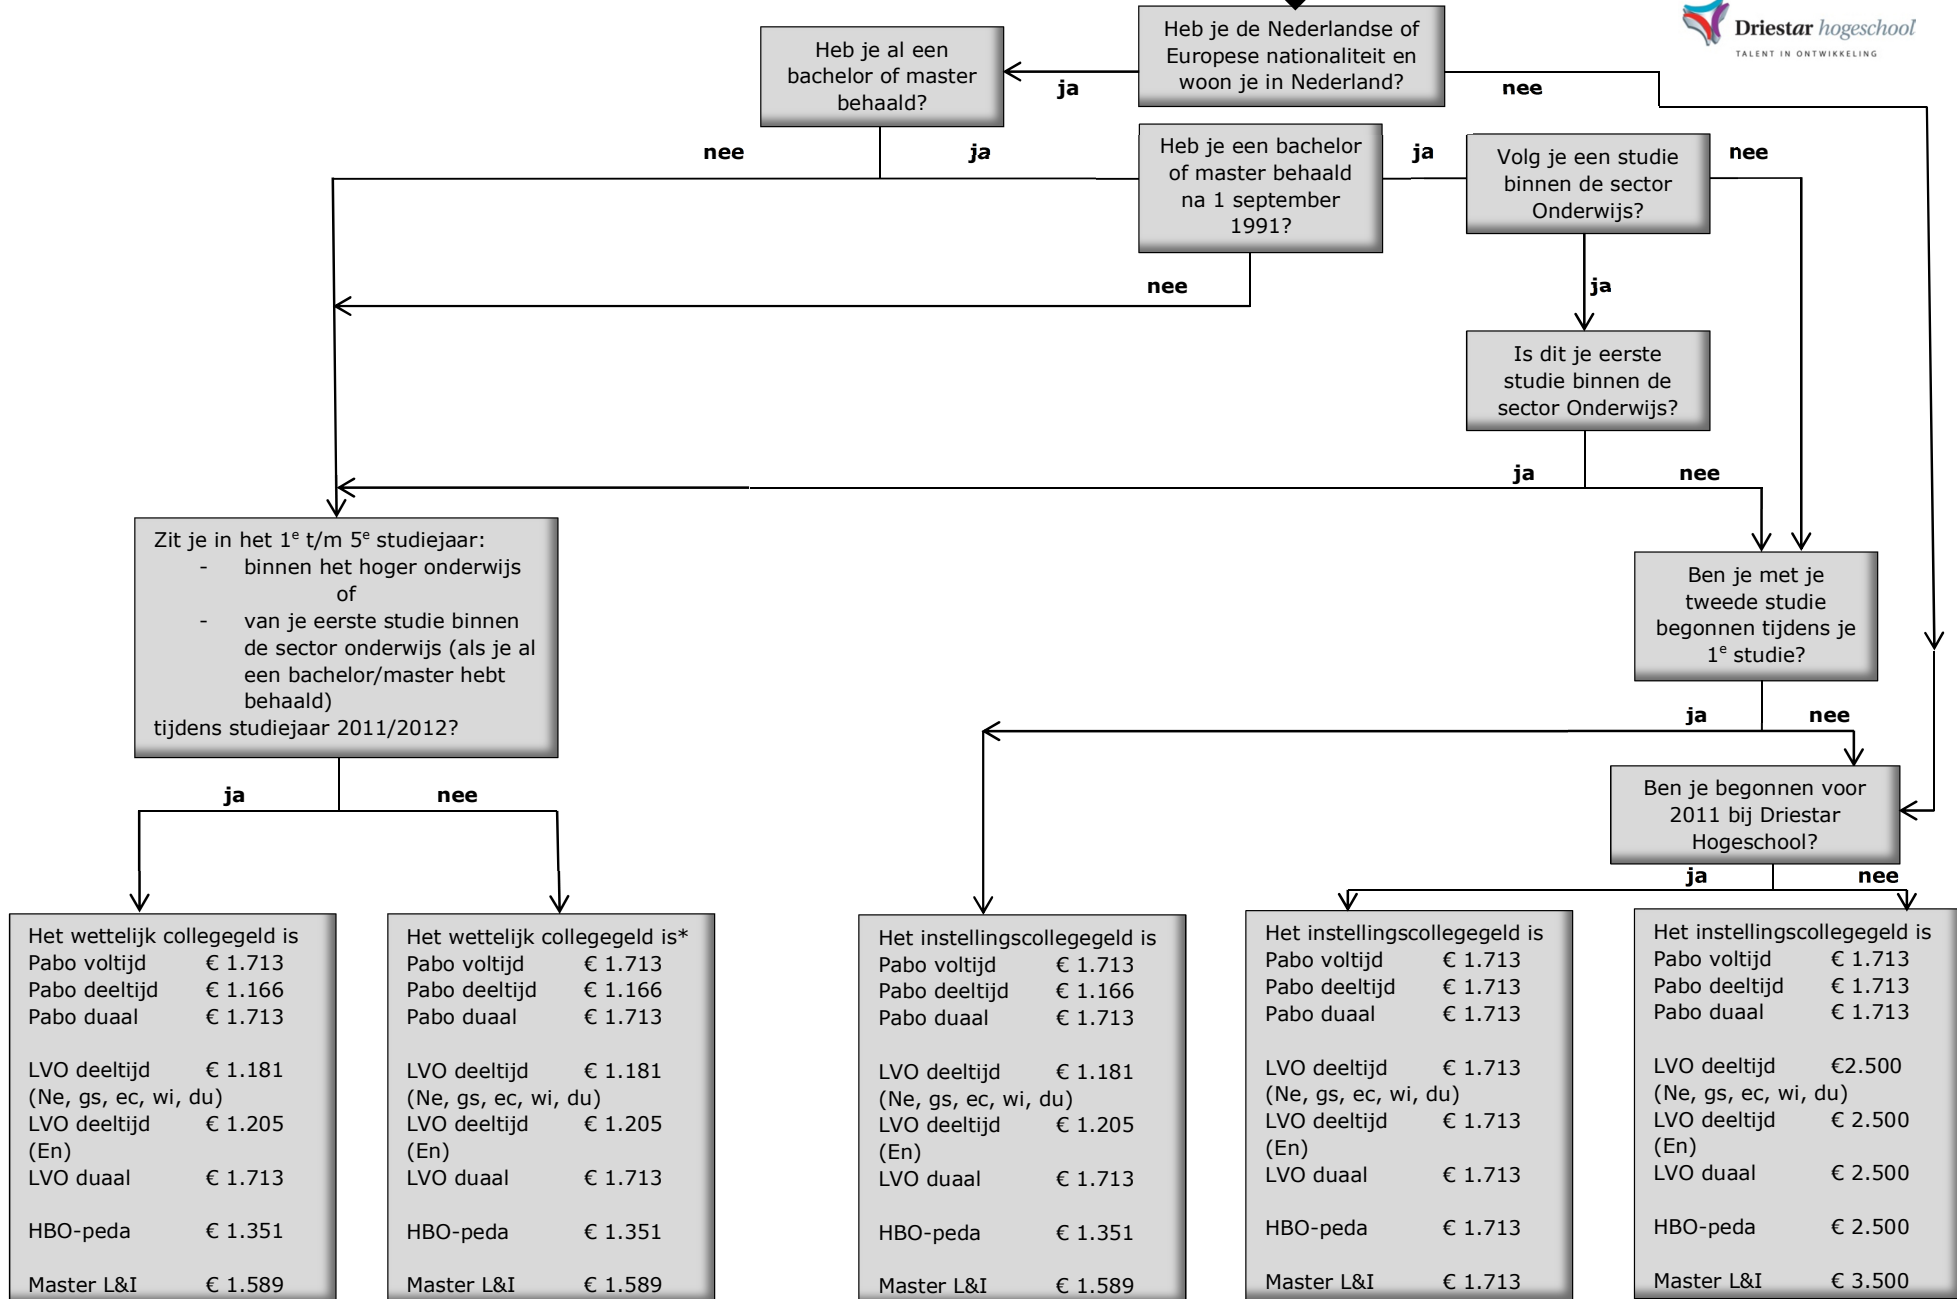 Driestar hogeschool
TALENT IN ONTWIKKELING
Heb je de Nederlandse of
Europese nationaliteit en
woon je in Nederland?
ja
nee
Heb je al een
bachelor of master
behaald?
nee
ja
Heb je een bachelor
of master behaald
na 1 september
1991?
ja
nee
Volg je een studie
binnen de sector
Onderwijs?
nee
ja
Is dit je eerste
studie binnen de
sector Onderwijs?
ja
nee
Zit je in het 1e t/m 5e studiejaar:
- binnen het hoger onderwijs
of
- van je eerste studie binnen
de sector onderwijs (als je al
een bachelor/master hebt
behaald)
tijdens studiejaar 2011/2012?
ja
nee
Ben je met je
tweede studie
begonnen tijdens je
1e studie?
ja
nee
Ben je begonnen voor
2011 bij Driestar
Hogeschool?
ja
nee
Het wettelijk collegegeld is
Pabo voltijd € 1.713
Pabo deeltijd € 1.166
Pabo duaal € 1.713
LVO deeltijd € 1.181
(Ne, gs, ec, wi, du)
LVO deeltijd € 1.205
(En)
LVO duaal € 1.713
HBO-peda € 1.351
Master L&I € 1.589
Het wettelijk collegegeld is*
Pabo voltijd € 1.713
Pabo deeltijd € 1.166
Pabo duaal € 1.713
LVO deeltijd € 1.181
(Ne, gs, ec, wi, du)
LVO deeltijd € 1.205
(En)
LVO duaal € 1.713
HBO-peda € 1.351
Master L&I € 1.589
Het instellingscollegegeld is
Pabo voltijd € 1.713
Pabo deeltijd € 1.166
Pabo duaal € 1.713
LVO deeltijd € 1.181
(Ne, gs, ec, wi, du)
LVO deeltijd € 1.205
(En)
LVO duaal € 1.713
HBO-peda € 1.351
Master L&I € 1.589
Het instellingscollegegeld is
Pabo voltijd € 1.713
Pabo deeltijd € 1.713
Pabo duaal € 1.713
LVO deeltijd € 1.713
(Ne, gs, ec, wi, du)
LVO deeltijd € 1.713
(En)
LVO duaal € 1.713
HBO-peda € 1.713
Master L&I € 1.713
Het instellingscollegegeld is
Pabo voltijd € 1.713
Pabo deeltijd € 1.713
Pabo duaal € 1.713
LVO deeltijd €2.500
(Ne, gs, ec, wi, du)
LVO deeltijd € 2.500
(En)
LVO duaal € 2.500
HBO-peda € 2.500
Master L&I € 3.500